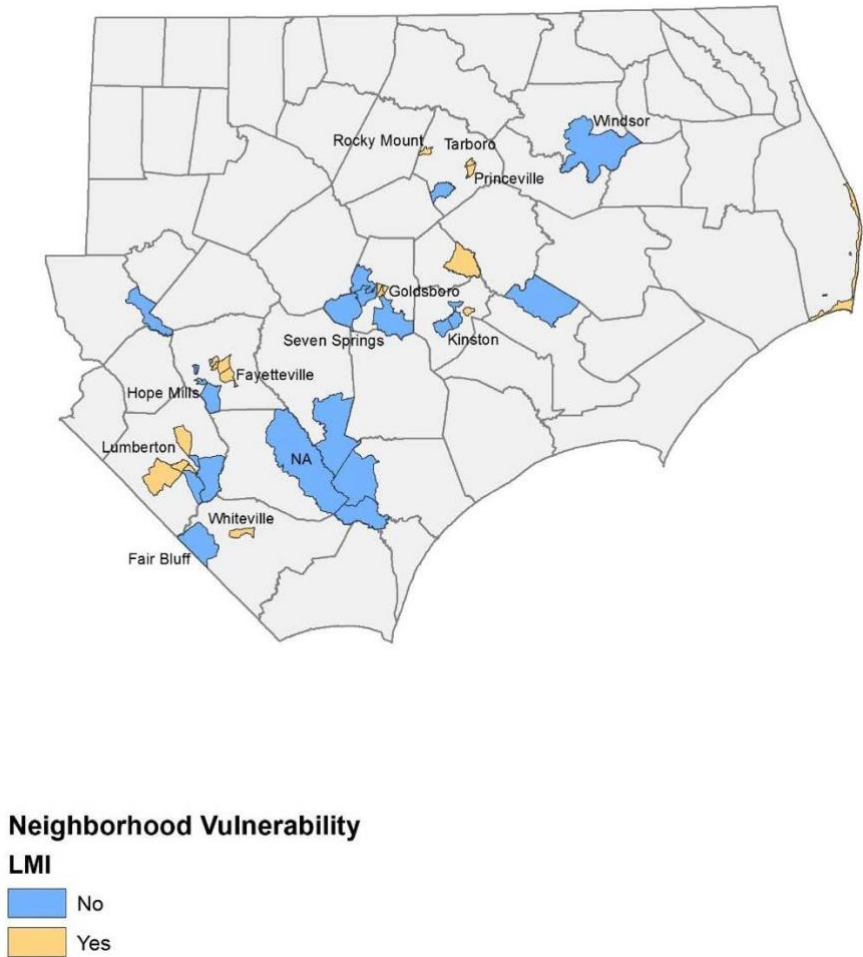 Windsor
Rocky Mount
Tarboro
Princeville
Goldsboro
Seven Springs
Kinston
Fayetteville
Hope Mills
Lumberton
NA
Whiteville
Fair Bluff
Neighborhood Vulnerability
LMI
No
Yes